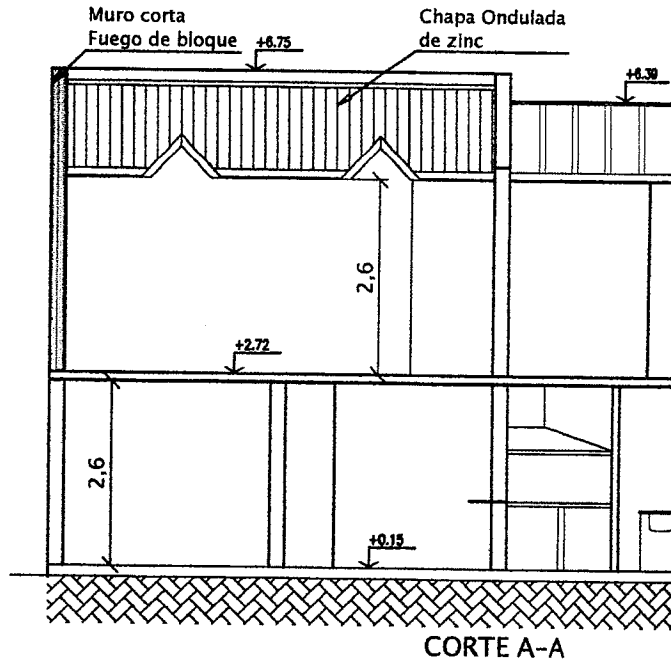 Muro corta
Fuego de bloque
Chapa Ondulada
de zinc
+6.75
+6.39
2,6
+2.72
2,6
+0.15
CORTE A-A